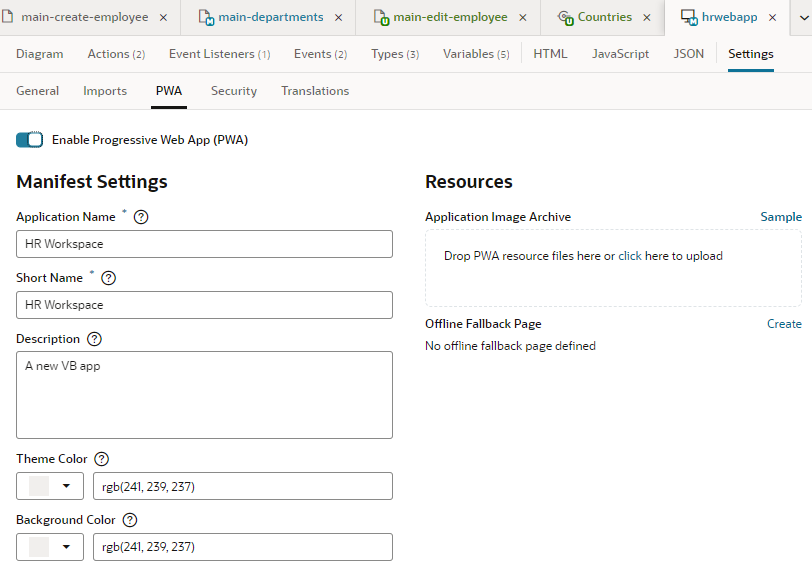 main-create-employee × main-departments × main-edit-employee × Countries × hrwebapp ×
Diagram Actions (2) Event Listeners (1) Events (2) Types (3) Variables (5) HTML JavaScript JSON Settings
General Imports PWA Security Translations
Enable Progressive Web App (PWA)
Manifest Settings
Application Name * ?
HR Workspace
Short Name * ?
HR Workspace
Description ?
A new VB app
Theme Color ?
rgb(241, 239, 237)
Background Color ?
rgb(241, 239, 237)
Resources
Application Image Archive Sample
Drop PWA resource files here or click here to upload
Offline Fallback Page Create
No offline fallback page defined